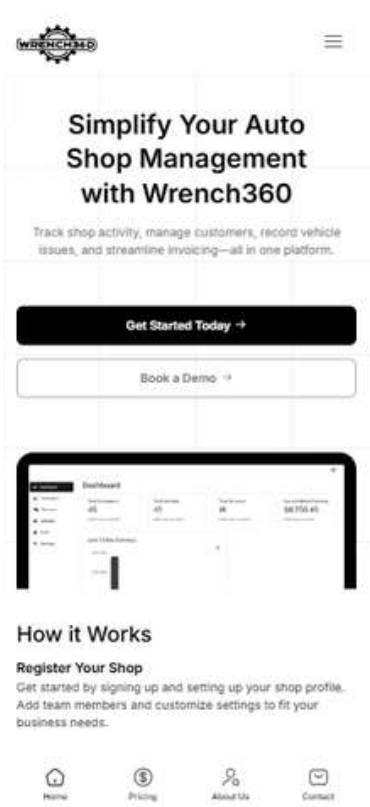 WRENCH360
Simplify Your Auto
Shop Management
with Wrench360
Track shop activity, manage customers, record vehicle
issues, and streamline invoicing—all in one platform.
Get Started Today →
Book a Demo →
Dashboard
How it Works
Register Your Shop
Get started by signing up and setting up your shop profile.
Add team members and customize settings to fit your
business needs.
Home Pricing About Us Contact